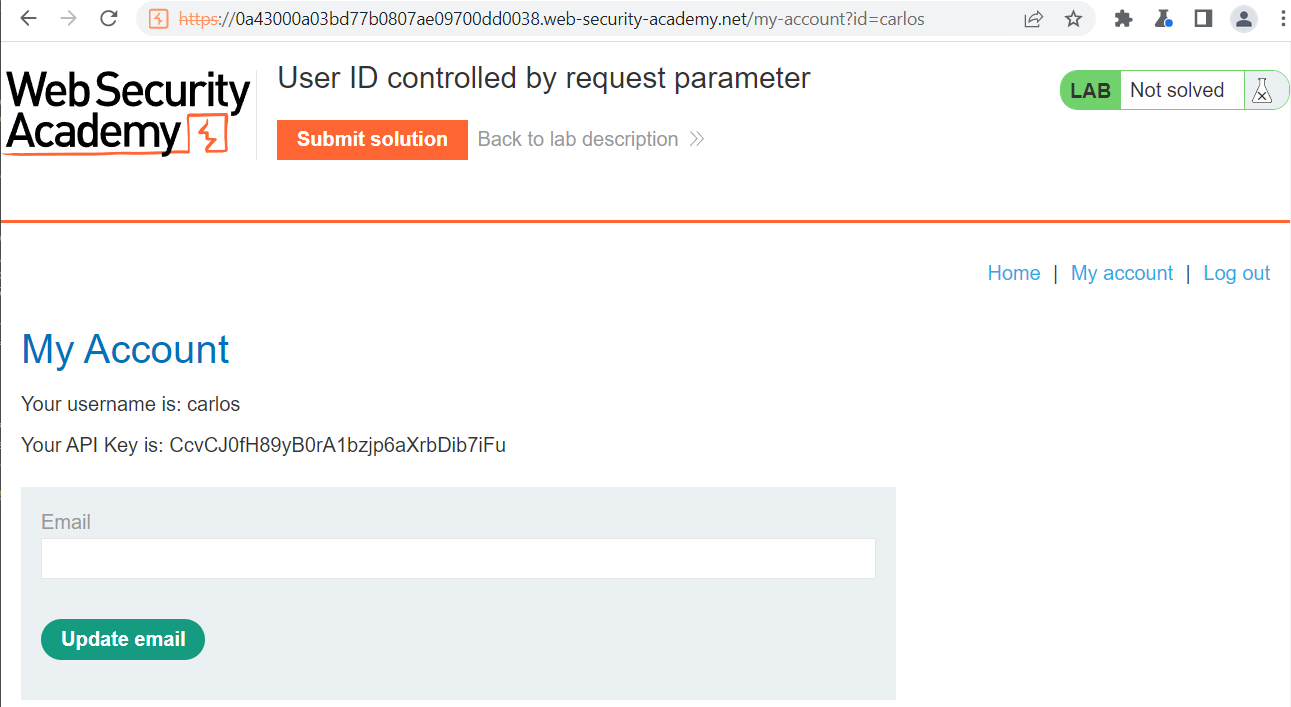 https://0a43000a03bd77b0807ae09700dd0038.web-security-academy.net/my-account?id=carlos
Web Security
Academy
User ID controlled by request parameter
Submit solution
Back to lab description
LAB
Not solved
Home | My account | Log out
My Account
Your username is: carlos
Your API Key is: CcvCJ0fH89yB0rA1bzjp6aXrbDib7iFu
Email
Update email